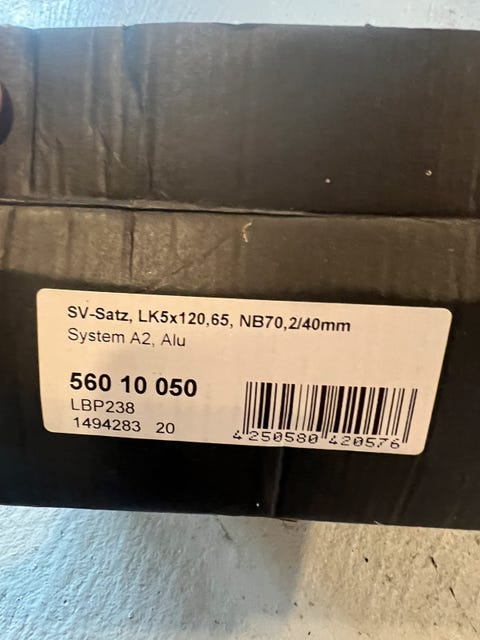 SV-Satz, LK5x120,65, NB70,2/40mm
System A2, Alu
560 10 050
LBP238
1494283 20
4 250580 420576